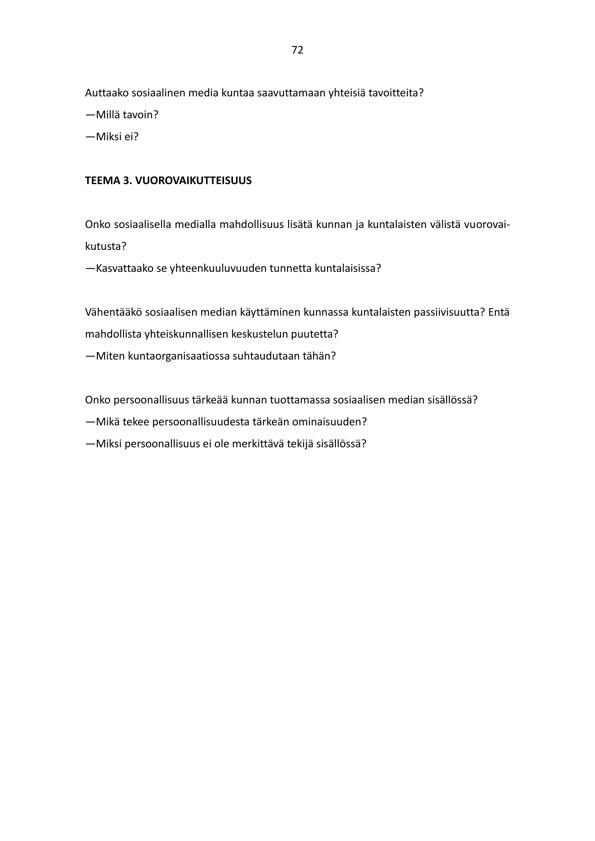 72
Auttaako sosiaalinen media kuntaa saavuttamaan yhteisiä tavoitteita?
—Millä tavoin?
—Miksi ei?
TEEMA 3. VUOROVAIKUTTEISUUS
Onko sosiaalisella medialla mahdollisuus lisätä kunnan ja kuntalaisten välistä vuorovai-
kutusta?
—Kasvattaako se yhteenkuuluvuuden tunnetta kuntalaisissa?
Vähentääkö sosiaalisen median käyttäminen kunnassa kuntalaisten passiivisuutta? Entä
mahdollista yhteiskunnallisen keskustelun puutetta?
—Miten kuntaorganisaatiossa suhtaudutaan tähän?
Onko persoonallisuus tärkeää kunnan tuottamassa sosiaalisen median sisällössä?
—Mikä tekee persoonallisuudesta tärkeän ominaisuuden?
—Miksi persoonallisuus ei ole merkittävä tekijä sisällössä?